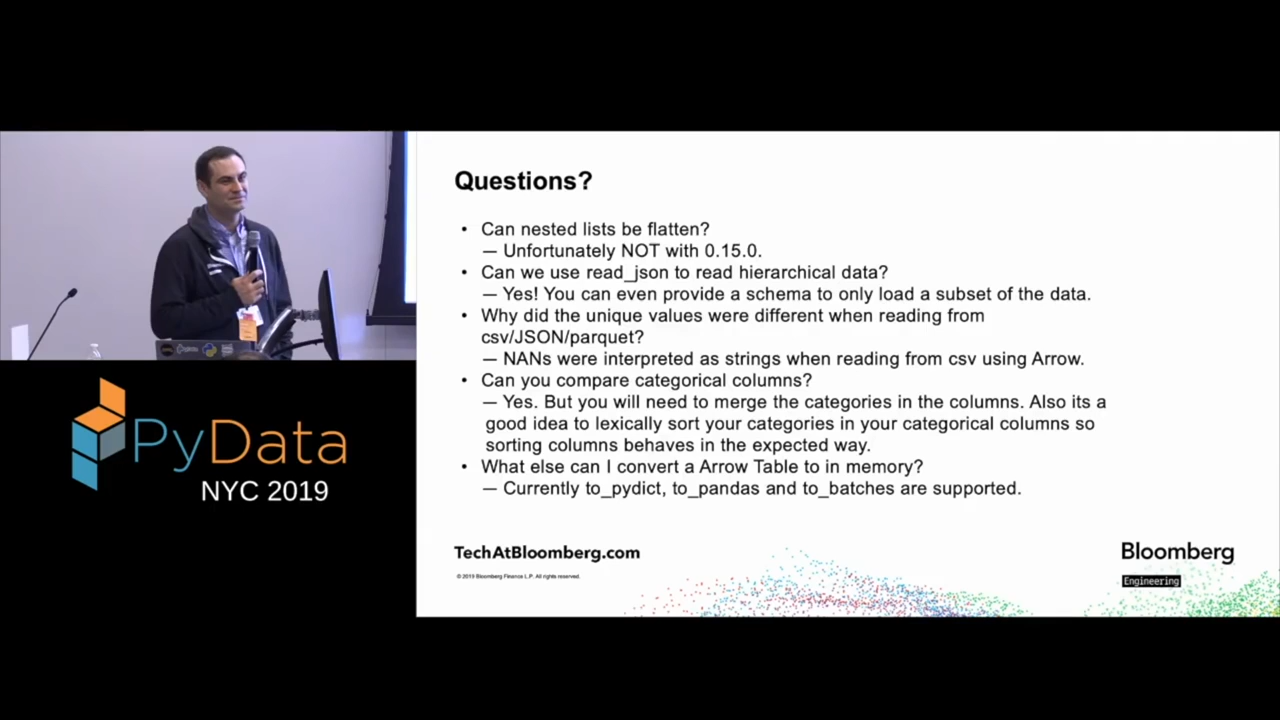 Questions?
• Can nested lists be flatten?
— Unfortunately NOT with 0.15.0.
• Can we use read_json to read hierarchical data?
— Yes! You can even provide a schema to only load a subset of the data.
• Why did the unique values were different when reading from
csv/JSON/parquet?
— NANs were interpreted as strings when reading from csv using Arrow.
• Can you compare categorical columns?
— Yes. But you will need to merge the categories in the columns. Also its a
good idea to lexically sort your categories in your categorical columns so
sorting columns behaves in the expected way.
• What else can I convert a Arrow Table to in memory?
— Currently to_pydict, to_pandas and to_batches are supported.
TechAtBloomberg.com
© 2019 Bloomberg Finance L.P. All rights reserved.
Bloomberg
Engineering
PyData
NYC 2019